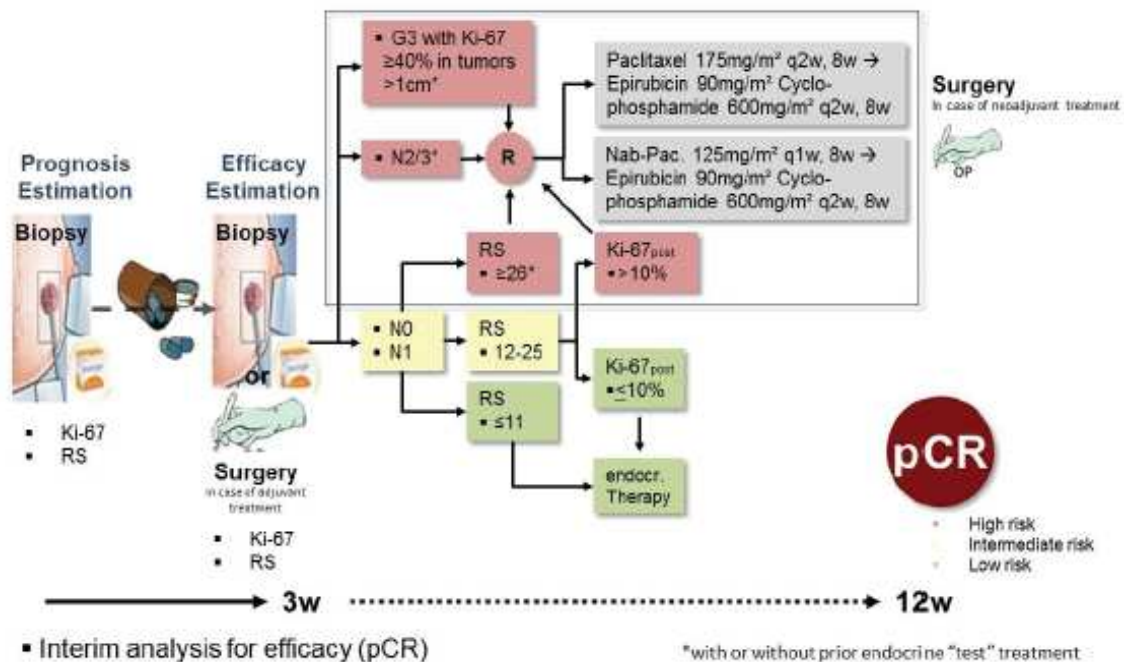 Prognosis
Estimation
Biopsy
▪ Ki-67
▪ RS
Efficacy
Estimation
Biopsy
or
Surgery
In case of adjuvant
treatment
▪ Ki-67
▪ RS
▪ G3 with Ki-67
≥40% in tumors
>1cm*
▪ N2/3*
R
Paclitaxel 175mg/m² q2w, 8w →
Epirubicin 90mg/m² Cyclo-
phosphamide 600mg/m² q2w, 8w
Nab-Pac. 125mg/m² q1w, 8w →
Epirubicin 90mg/m² Cyclo-
phosphamide 600mg/m² q2w, 8w
Surgery
In case of neoadjuvant treatment
OP
RS
▪ ≥26*
Ki-67post
▪ >10%
▪ N0
▪ N1
RS
▪ 12-25
Ki-67post
▪ ≤10%
RS
▪ ≤11
endocr.
Therapy
pCR
▪ High risk
▪ Intermediate risk
▪ Low risk
3w
12w
▪ Interim analysis for efficacy (pCR)
*with or without prior endocrine "test" treatment